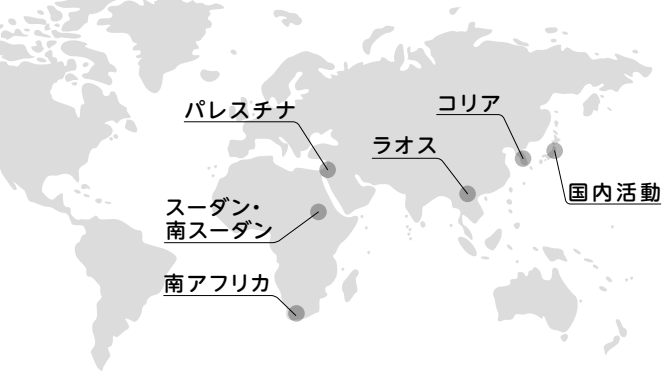 コリア
パレスチナ
ラオス
国内活動
スーダン・
南スーダン
南アフリカ